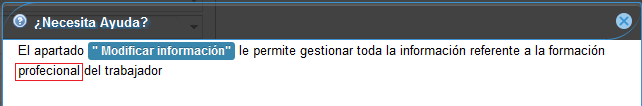 ¿Necesita Ayuda?
El apartado " Modificar información" le permite gestionar toda la información referente a la formación
profecional del trabajador